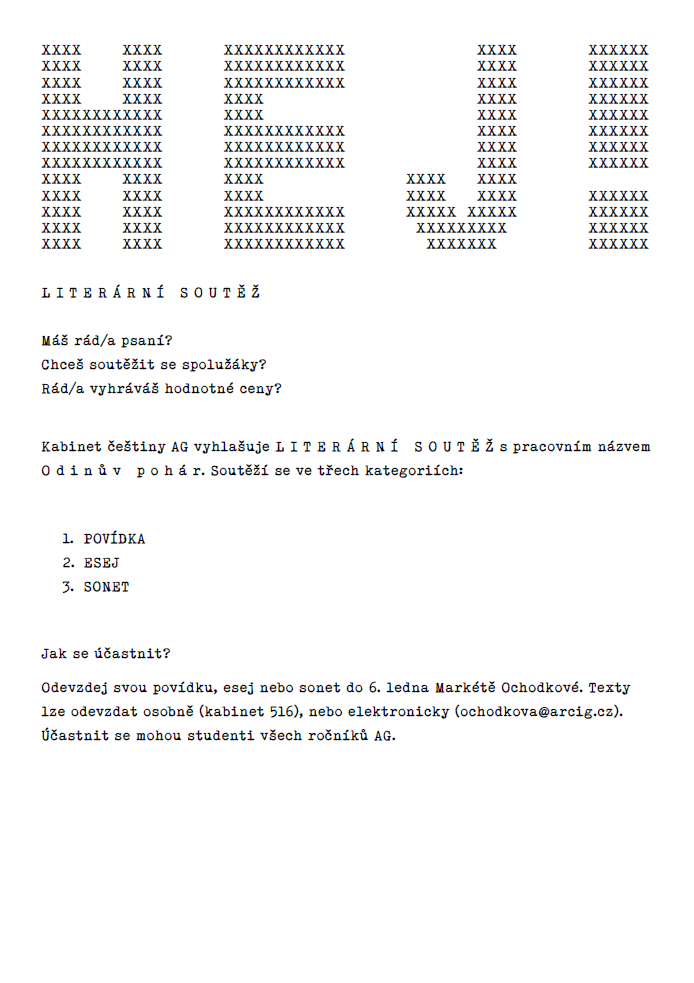 XXXX    XXXX      XXXXXXXXXXXX             XXXX       XXXXXX
XXXX    XXXX      XXXXXXXXXXXX             XXXX       XXXXXX
XXXX    XXXX      XXXXXXXXXXXX             XXXX       XXXXXX
XXXX    XXXX      XXXX                     XXXX       XXXXXX
XXXXXXXXXXXX      XXXX                     XXXX       XXXXXX
XXXXXXXXXXXX      XXXXXXXXXXXX             XXXX       XXXXXX
XXXXXXXXXXXX      XXXXXXXXXXXX             XXXX       XXXXXX
XXXXXXXXXXXX      XXXXXXXXXXXX             XXXX       XXXXXX
XXXX    XXXX      XXXX              XXXX   XXXX
XXXX    XXXX      XXXX              XXXX   XXXX       XXXXXX
XXXX    XXXX      XXXXXXXXXXXX      XXXXX XXXXX       XXXXXX
XXXX    XXXX      XXXXXXXXXXXX       XXXXXXXXX        XXXXXX
XXXX    XXXX      XXXXXXXXXXXX        XXXXXXX         XXXXXX
L I T E R Á R N Í   S O U T Ě Ž
Máš rád/a psaní?
Chceš soutěžit se spolužáky?
Rád/a vyhráváš hodnotné ceny?
Kabinet češtiny AG vyhlašuje L I T E R Á R N Í   S O U T Ě Ž s pracovním názvem
O d i n ů v   p o h á r. Soutěží se ve třech kategoriích:
1. POVÍDKA
2. ESEJ
3. SONET
Jak se účastnit?
Odevzdej svou povídku, esej nebo sonet do 6. ledna Markétě Ochodkové. Texty
lze odevzdat osobně (kabinet 516), nebo elektronicky (ochodkova@arcig.cz).
Účastnit se mohou studenti všech ročníků AG.